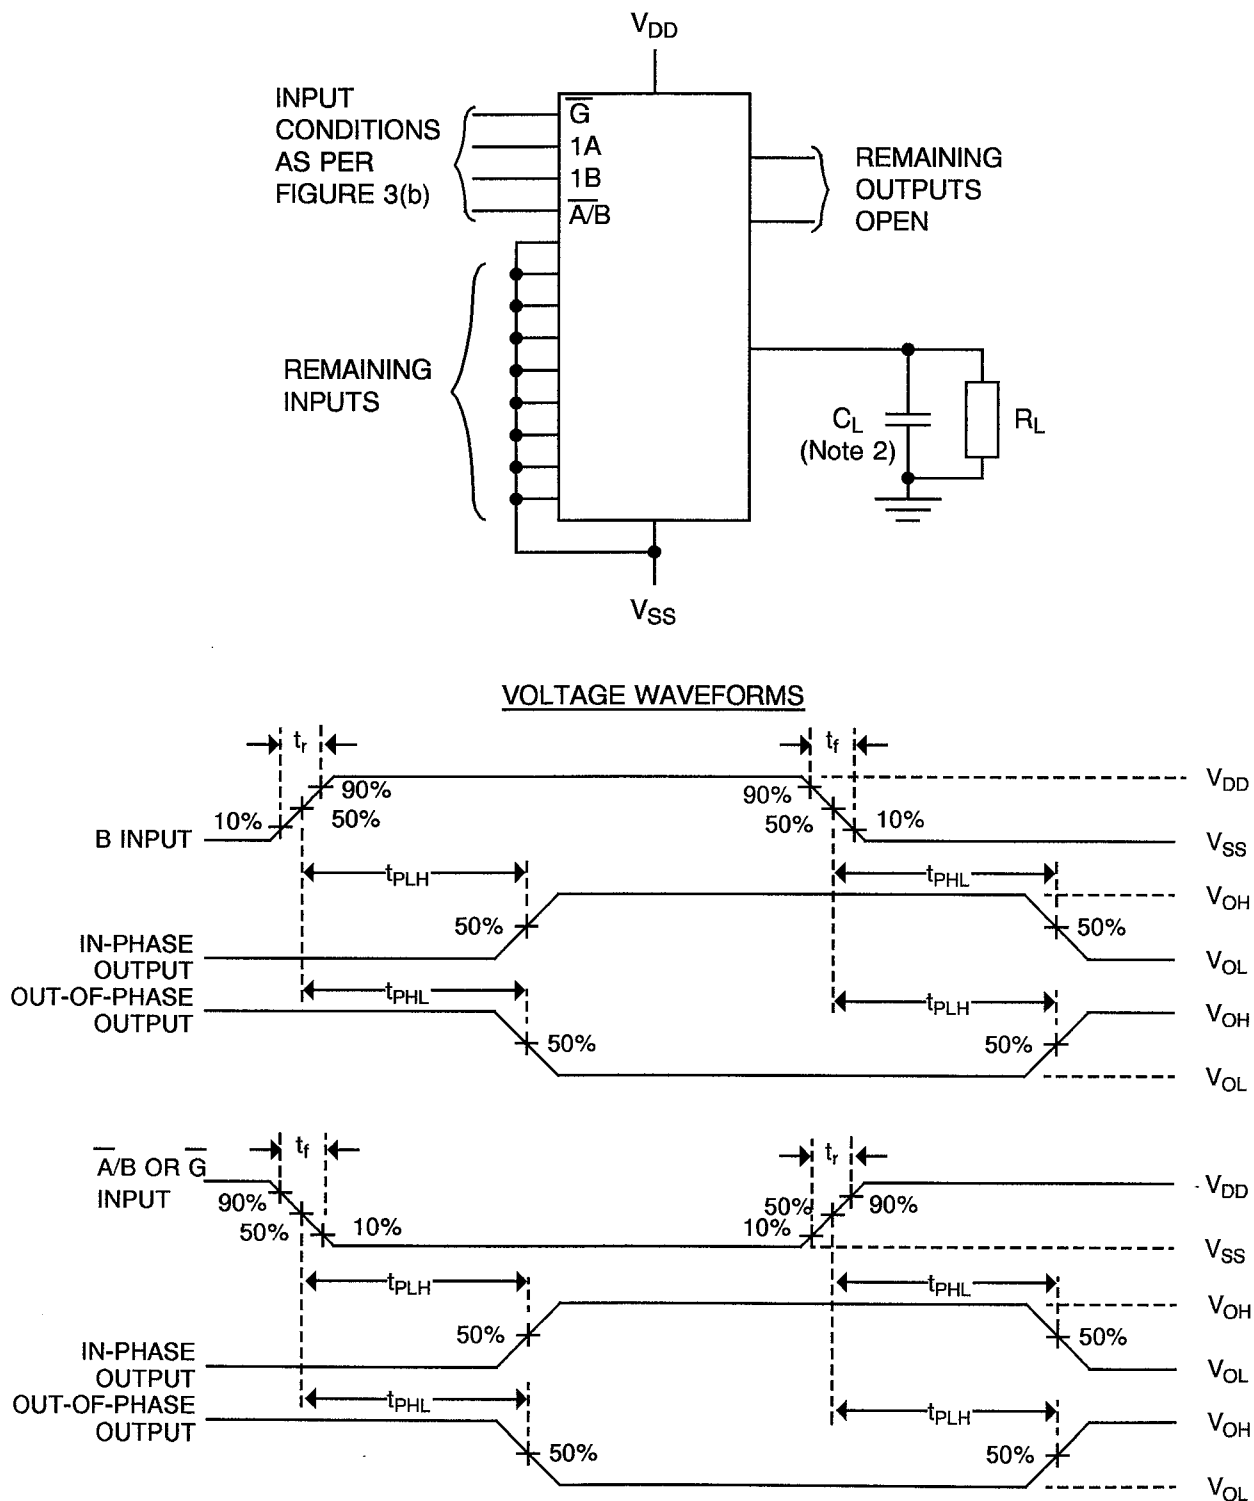 VDD
INPUT
CONDITIONS
AS PER
FIGURE 3(b)
G̅
1A
1B
A̅/B
REMAINING
OUTPUTS
OPEN
REMAINING
INPUTS
CL
(Note 2)
RL
VSS
VOLTAGE WAVEFORMS
tr
tf
90%
10%
50%
B INPUT
90%
50%
10%
VDD
VSS
tPLH
tPHL
50%
50%
VOH
VOL
IN-PHASE
OUTPUT
OUT-OF-PHASE
OUTPUT
tPHL
tPLH
50%
50%
VOH
VOL
A̅/B OR G̅
INPUT
tf
tr
90%
50%
10%
50%
10%
90%
VDD
VSS
tPLH
tPHL
50%
50%
VOH
VOL
IN-PHASE
OUTPUT
OUT-OF-PHASE
OUTPUT
tPHL
tPLH
50%
50%
VOH
VOL